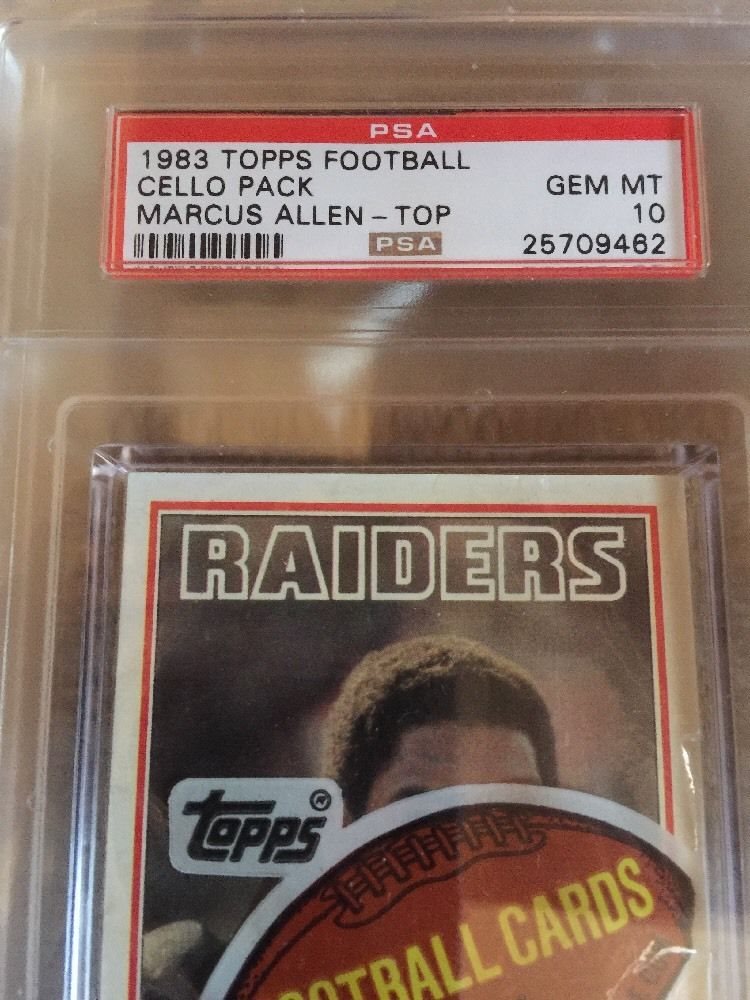 PSA
1983 TOPPS FOOTBALL
CELLO PACK GEM MT
MARCUS ALLEN - TOP 10
PSA 25709462
RAIDERS
topps ®
FOOTBALL CARDS